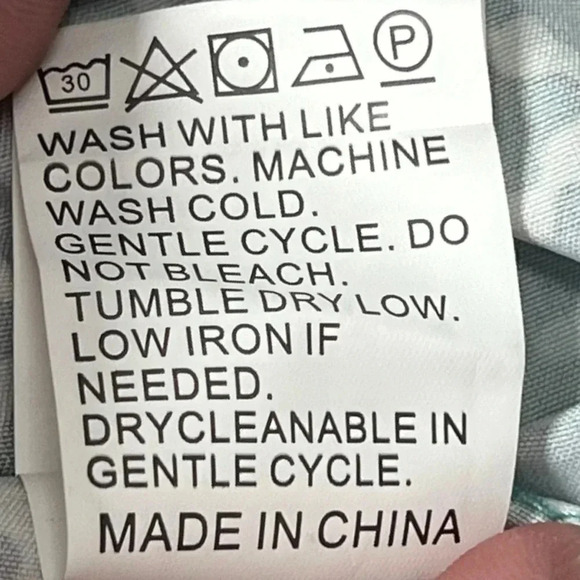 30 P
WASH WITH LIKE
COLORS. MACHINE
WASH COLD.
GENTLE CYCLE. DO
NOT BLEACH.
TUMBLE DRY LOW.
LOW IRON IF
NEEDED.
DRYCLEANABLE IN
GENTLE CYCLE.
MADE IN CHINA